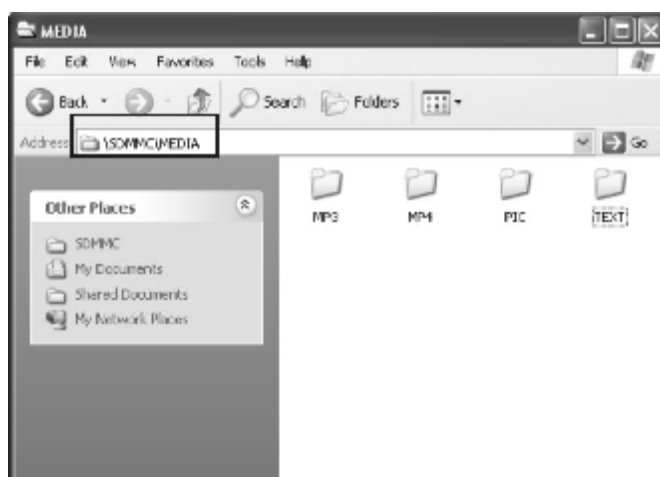 MEDIA
File Edit View Favorites Tools Help
Back Search Folders
Address \SDMMC\MEDIA Go
Other Places
MP3 MP4 PIC TEXT
SDMMC
My Documents
Shared Documents
My Network Places